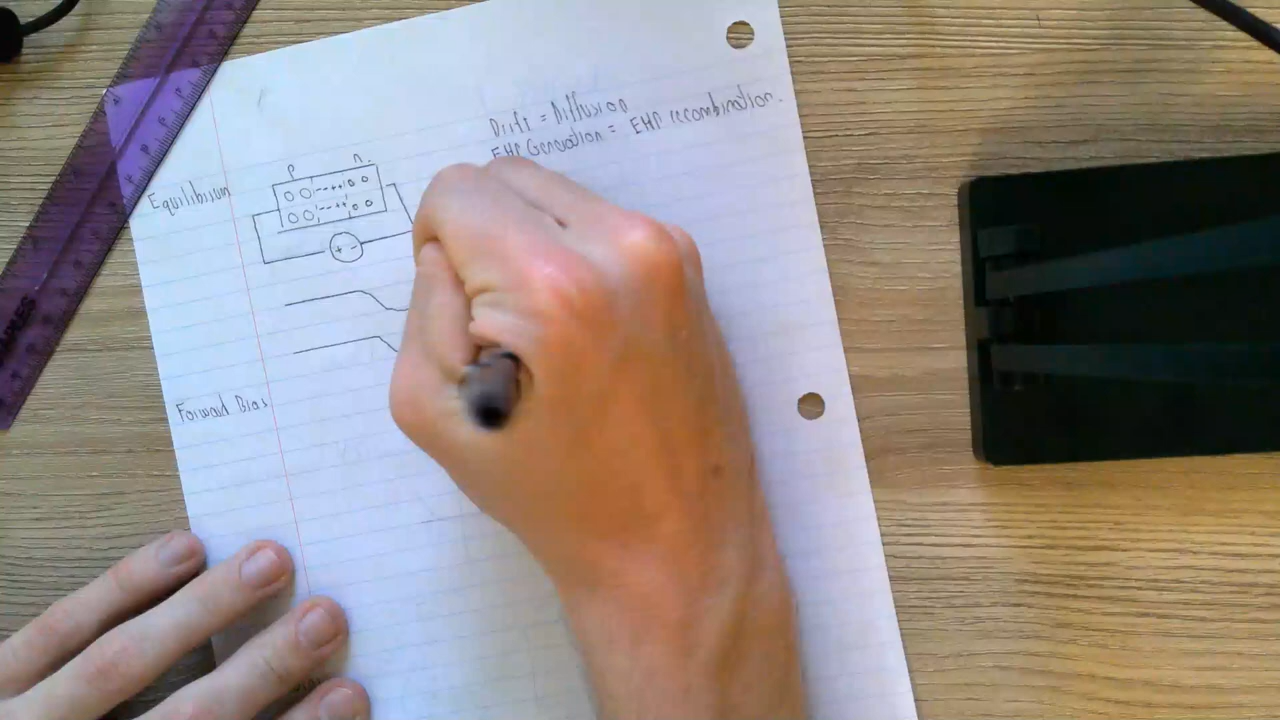 Drift = Diffusion
EHP Generation = EHP recombination.
P n.
Equilibrium
+ -
Forward Bias